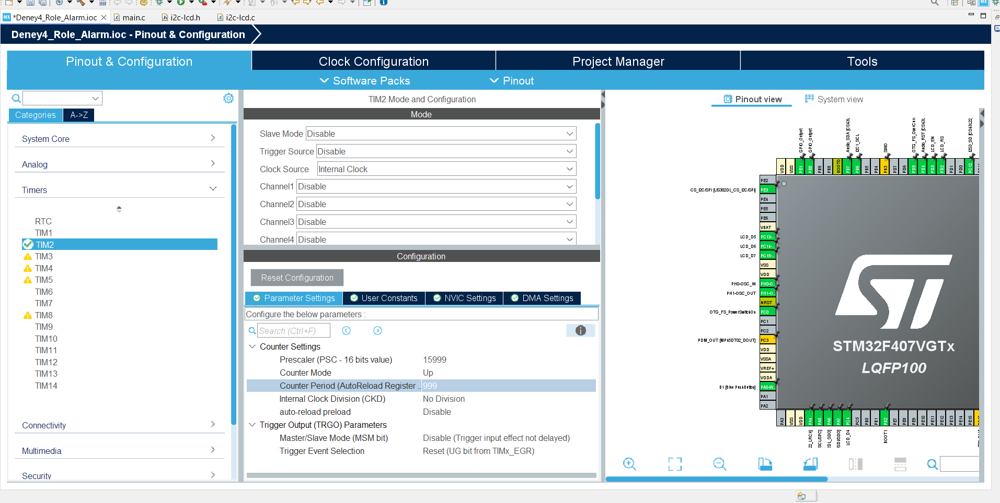 *Deney4_Role_Alarm.ioc
main.c
i2c-lcd.h
i2c-lcd.c
Deney4_Role_Alarm.ioc - Pinout & Configuration
Pinout & Configuration
Clock Configuration
Project Manager
Tools
Software Packs
Pinout
Categories
A->Z
System Core
Analog
Timers
RTC
TIM1
TIM2
TIM3
TIM4
TIM5
TIM6
TIM7
TIM8
TIM9
TIM10
TIM11
TIM12
TIM13
TIM14
Connectivity
Multimedia
Security
TIM2 Mode and Configuration
Mode
Slave Mode Disable
Trigger Source Disable
Clock Source Internal Clock
Channel1 Disable
Channel2 Disable
Channel3 Disable
Channel4 Disable
Configuration
Reset Configuration
Parameter Settings
User Constants
NVIC Settings
DMA Settings
Configure the below parameters :
Search (Ctrl+F)
Counter Settings
Prescaler (PSC - 16 bits value) 15999
Counter Mode Up
Counter Period (AutoReload Register ... 999
Internal Clock Division (CKD) No Division
auto-reload preload Disable
Trigger Output (TRGO) Parameters
Master/Slave Mode (MSM bit) Disable (Trigger input effect not delayed)
Trigger Event Selection Reset (UG bit from TIMx_EGR)
Pinout view
System view
GPIO_Output
GPIO_Output
Audio_SDA [CS43L
I2C1_SCL
SWO
OTG_FS_OverCurr
Audio_RST [CS43L
LCD_EN
LCD_RS
I2S3_SD [CS43L22_
VDD
VSS
PE1
PE0
PB9
PB8
BOOT0
PB7
PB6
PB5
PB4
PB3
PD7
PD6
PD5
PD4
PD3
PD2
PD1
PD0
PC12
PE2
CS_I2C/SPI [LIS302DL_CS_I2C/SPI] PE3
PE4
PE5
PE6
VBAT
LCD_D5 PC13-..
LCD_D6 PC14-..
LCD_D7 PC15-..
VSS
VDD
PH0-OSC_IN PH0-O..
PH1-OSC_OUT PH1-O..
NRST
OTG_FS_PowerSwitchOn PC0
PC1
PC2
PDM_OUT [MP45DT02_DOUT] PC3
VDD
VSSA
VREF+
VDDA
B1 [Blue PushButton] PA0-W..
PA1
PA2
STM32F407VGTx
LQFP100
PA3
VSS
VDD
PA4
PA5
PA6
PA7
PC4
PC5
PB0
PB1
PB2
PE7
PE8
PE9
PE10
PE11
PE12
PE13
PE14
PE15
22_LRCK]
SCL/SPC]
2DL_SDO]
/SDI/SDO]
LCD_D4
BOOT1